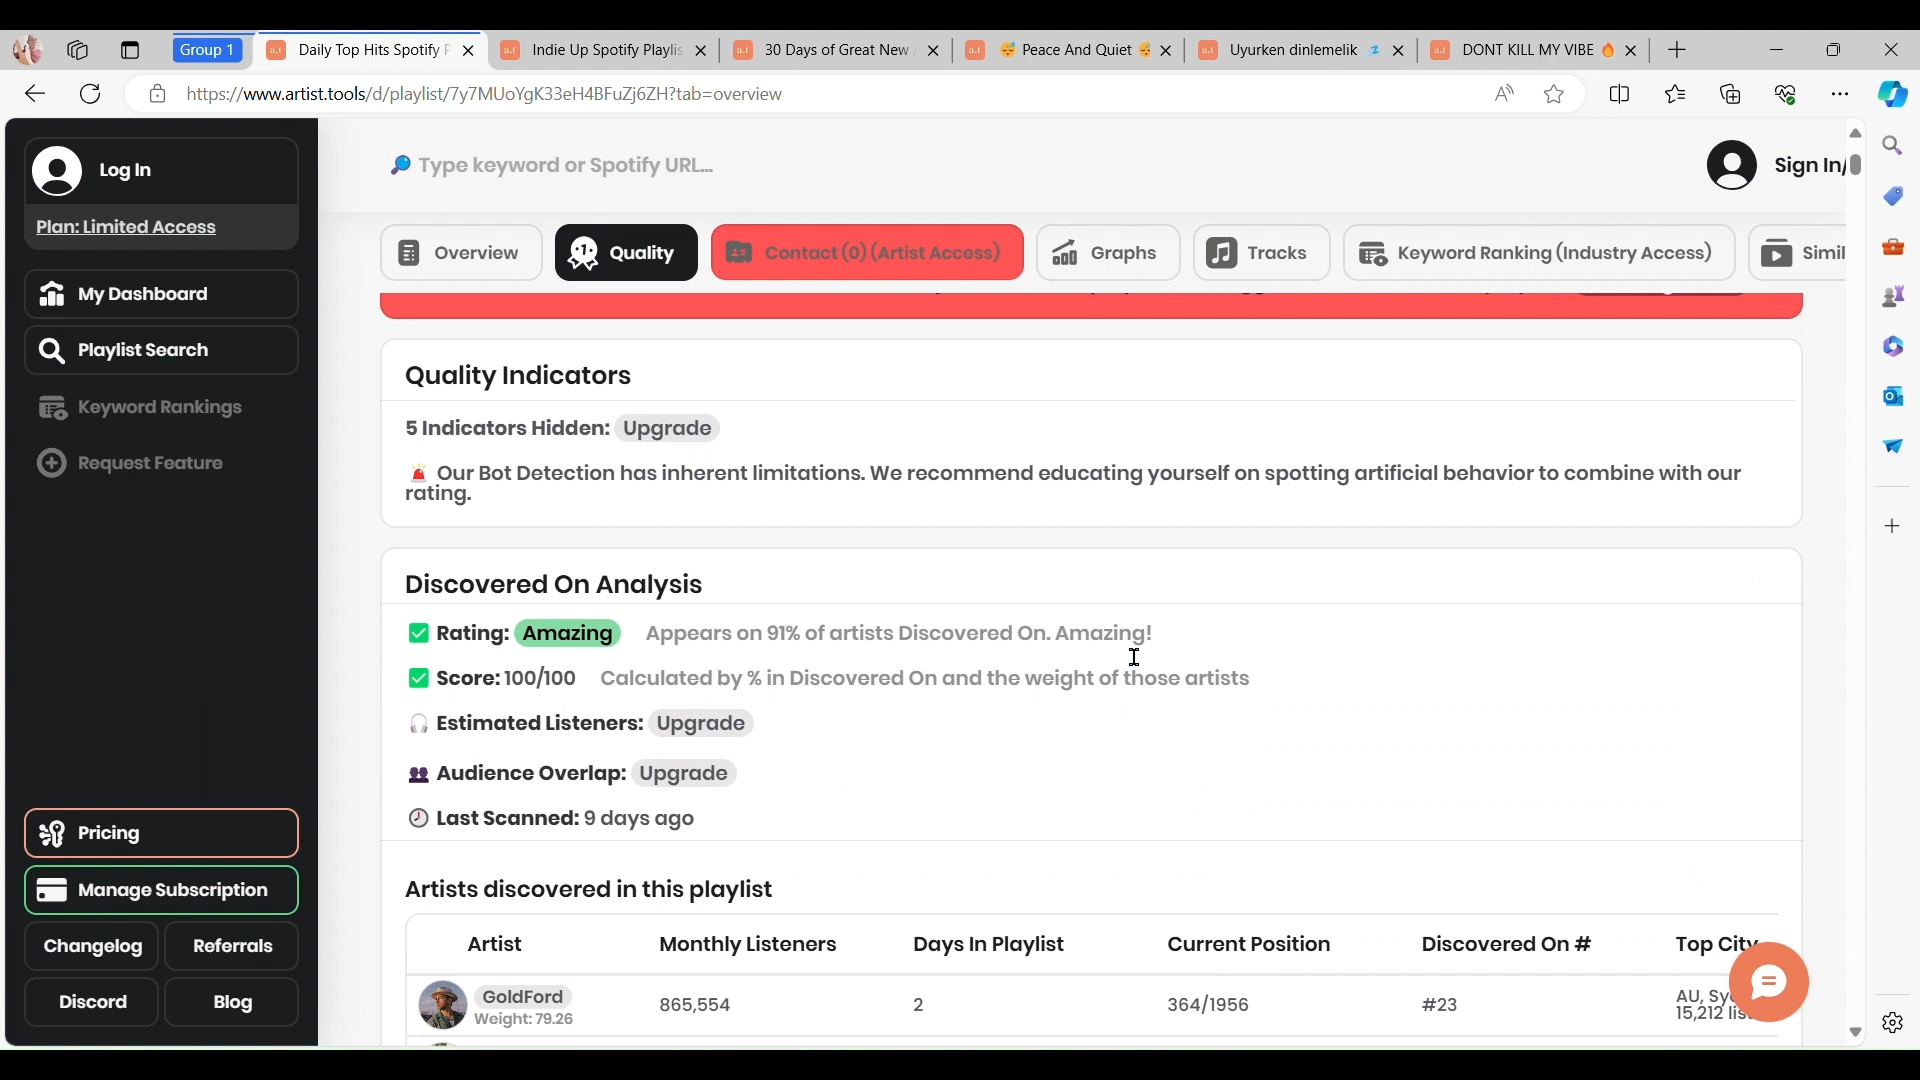 Group 1
Daily Top Hits Spotify P
Indie Up Spotify Playlis
30 Days of Great New
Peace And Quiet
Uyurken dinlemelik
DONT KILL MY VIBE
https://www.artist.tools/d/playlist/7y7MUoYgK33eH4BFuZj6ZH?tab=overview
Log In
Type keyword or Spotify URL...
Sign In/
Plan: Limited Access
Overview
Quality
Contact (0) (Artist Access)
Graphs
Tracks
Keyword Ranking (Industry Access)
Simil
My Dashboard
Playlist Search
Keyword Rankings
Request Feature
Quality Indicators
5 Indicators Hidden: Upgrade
Our Bot Detection has inherent limitations. We recommend educating yourself on spotting artificial behavior to combine with our
rating.
Discovered On Analysis
Rating: Amazing Appears on 91% of artists Discovered On. Amazing!
Score: 100/100 Calculated by % in Discovered On and the weight of those artists
Estimated Listeners: Upgrade
Audience Overlap: Upgrade
Last Scanned: 9 days ago
Pricing
Manage Subscription
Changelog
Referrals
Discord
Blog
Artists discovered in this playlist
Artist Monthly Listeners Days In Playlist Current Position Discovered On # Top City
GoldFord 865,554 2 364/1956 #23 AU, Sy
Weight: 79.26 15,212 lis